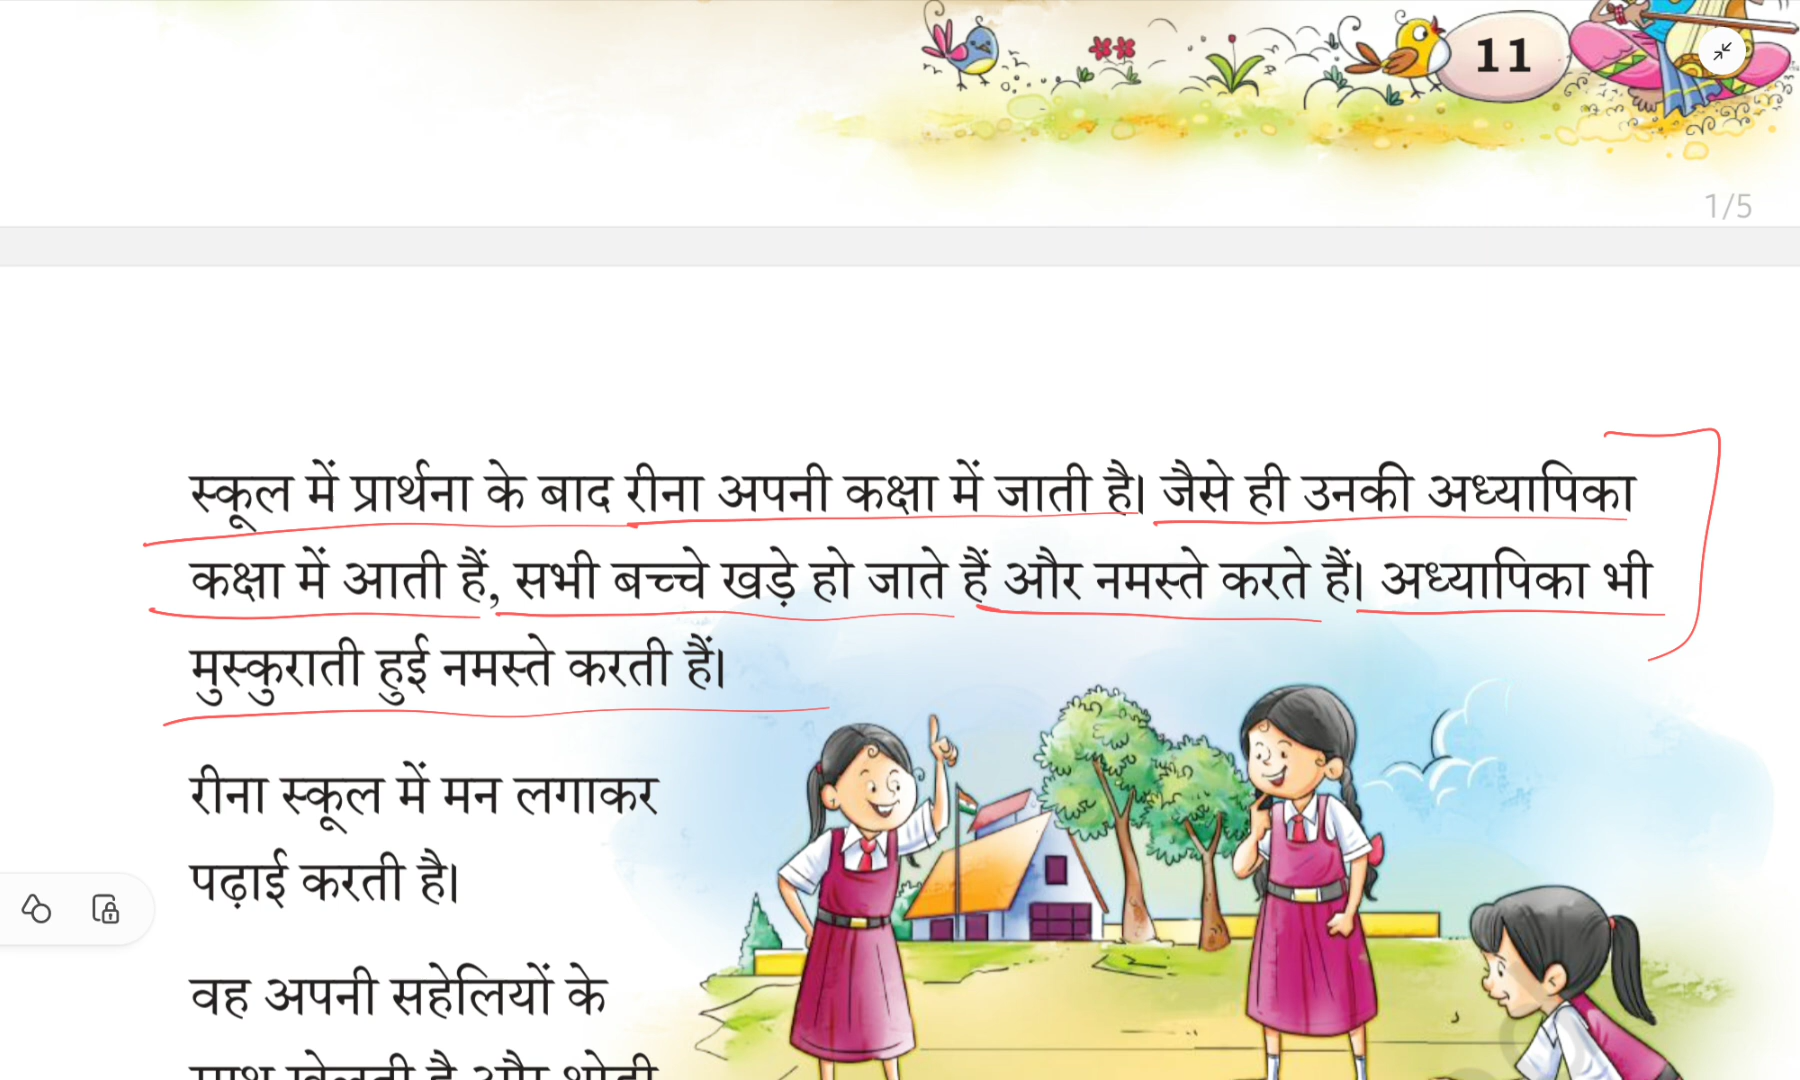 11
1/5
स्कूल में प्रार्थना के बाद रीना अपनी कक्षा में जाती है। जैसे ही उनकी अध्यापिका
कक्षा में आती हैं, सभी बच्चे खड़े हो जाते हैं और नमस्ते करते हैं। अध्यापिका भी
मुस्कुराती हुई नमस्ते करती हैं।
रीना स्कूल में मन लगाकर
पढ़ाई करती है।
वह अपनी सहेलियों के